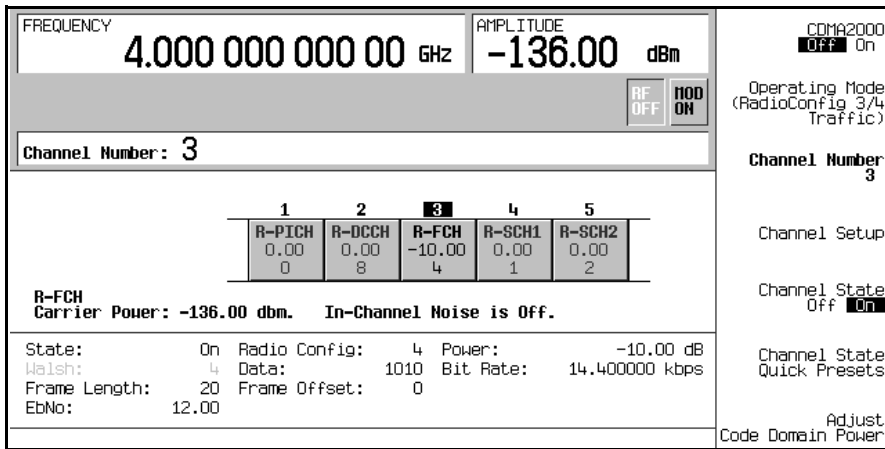 FREQUENCY
4.000 000 000 00 GHz
AMPLITUDE
-136.00 dBm
RF OFF
MOD ON
Channel Number: 3
1 2 3 4 5
R-PICH R-DCCH R-FCH R-SCH1 R-SCH2
0.00 0.00 -10.00 0.00 0.00
0 8 4 1 2
R-FCH
Carrier Power: -136.00 dbm. In-Channel Noise is Off.
State: On Radio Config: 4 Power: -10.00 dB
Walsh: 4 Data: 1010 Bit Rate: 14.400000 kbps
Frame Length: 20 Frame Offset: 0
EbNo: 12.00
CDMA2000
Off On
Operating Mode
(RadioConfig 3/4
Traffic)
Channel Number
3
Channel Setup
Channel State
Off On
Channel State
Quick Presets
Adjust
Code Domain Power